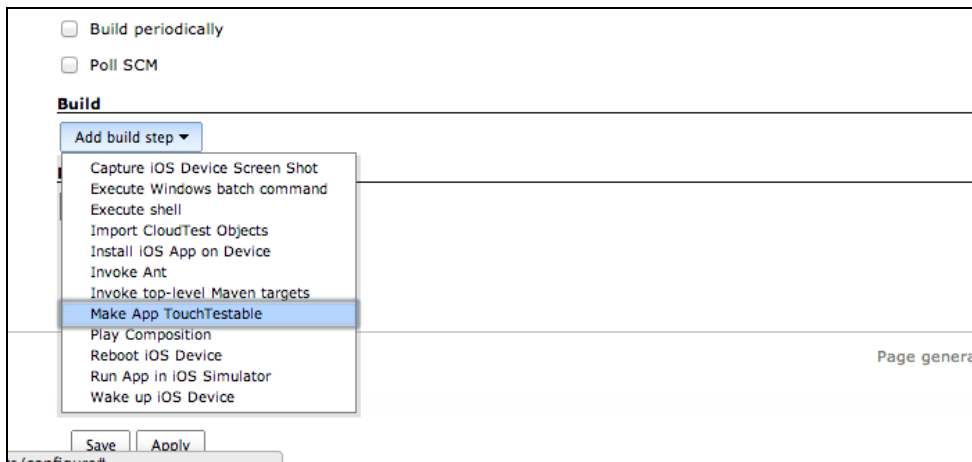 Build periodically
Poll SCM
Build
Add build step
Capture iOS Device Screen Shot
Execute Windows batch command
Execute shell
Import CloudTest Objects
Install iOS App on Device
Invoke Ant
Invoke top-level Maven targets
Make App TouchTestable
Play Composition
Reboot iOS Device
Page genera
Run App in iOS Simulator
Wake up iOS Device
Save Apply